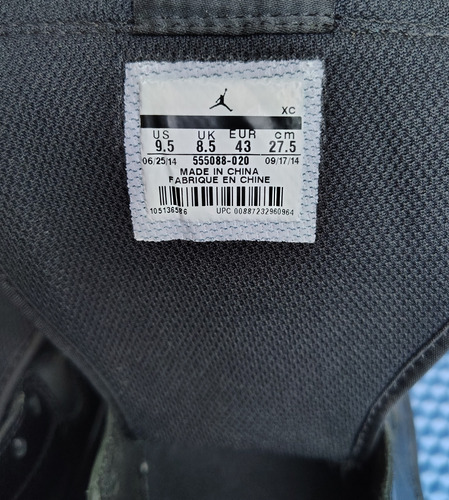 XC
US UK EUR cm
9.5 8.5 43 27.5
06/25/14 555088-020 09/17/14
MADE IN CHINA
FABRIQUE EN CHINE
105136586 UPC 00887232960964